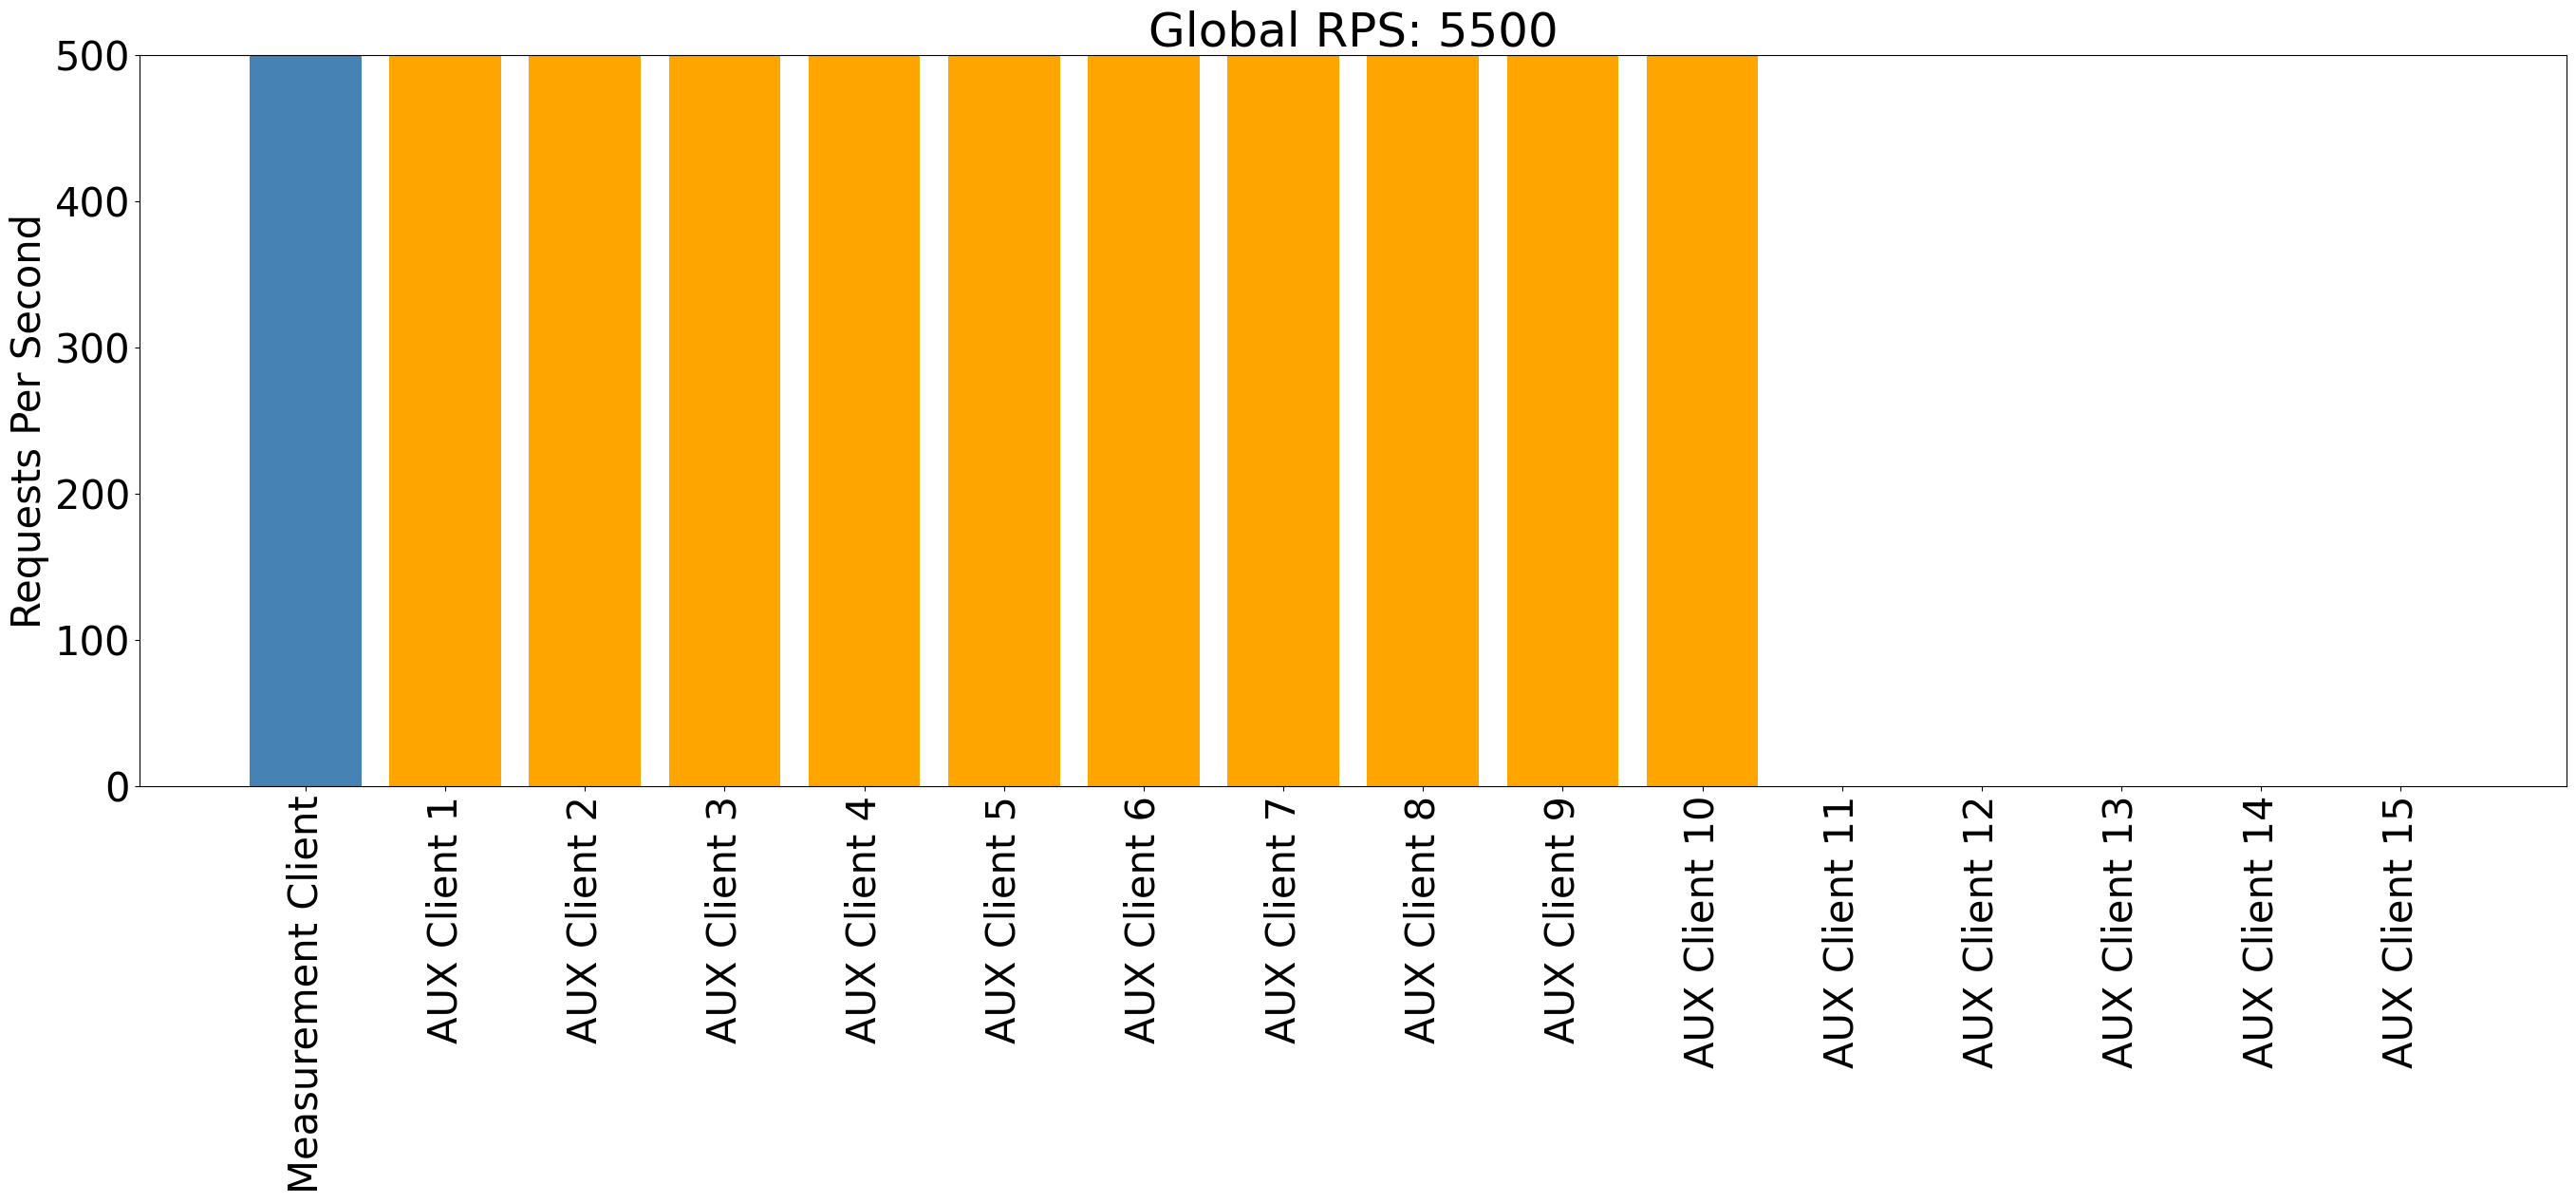 Global RPS: 5500
Requests Per Second
500
400
300
200
100
0
Measurement Client
AUX Client 1
AUX Client 2
AUX Client 3
AUX Client 4
AUX Client 5
AUX Client 6
AUX Client 7
AUX Client 8
AUX Client 9
AUX Client 10
AUX Client 11
AUX Client 12
AUX Client 13
AUX Client 14
AUX Client 15